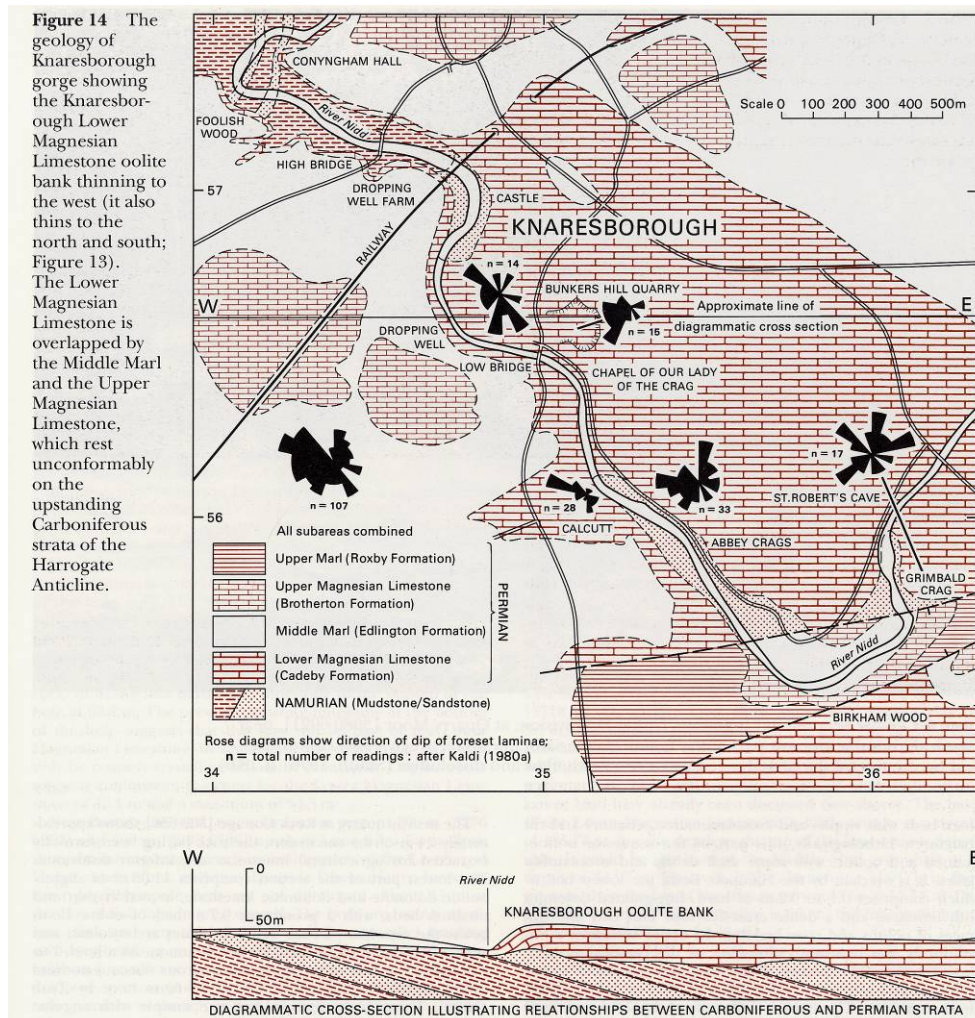 Figure 14 The
geology of
Knaresborough
gorge showing
the Knaresbor-
ough Lower
Magnesian
Limestone oolite
bank thinning to
the west (it also
thins to the
north and south;
Figure 13).
The Lower
Magnesian
Limestone is
overlapped by
the Middle Marl
and the Upper
Magnesian
Limestone,
which rest
unconformably
on the
upstanding
Carboniferous
strata of the
Harrogate
Anticline.
CONYNGHAM HALL
Scale 0 100 200 300 400 500m
River Nidd
FOOLISH
WOOD
HIGH BRIDGE
57
DROPPING
WELL FARM
CASTLE
KNARESBOROUGH
RAILWAY
n = 14
BUNKERS HILL QUARRY
W
E
Approximate line of
diagrammatic cross section
n = 15
DROPPING
WELL
LOW BRIDGE
CHAPEL OF OUR LADY
OF THE CRAG
n = 107
n = 28
CALCUTT
n = 33
n = 17
ST. ROBERT'S CAVE
56
ABBEY CRAGS
GRIMBALD
CRAG
River Nidd
BIRKHAM WOOD
All subareas combined
Upper Marl (Roxby Formation)
Upper Magnesian Limestone
(Brotherton Formation)
Middle Marl (Edlington Formation)
Lower Magnesian Limestone
(Cadeby Formation)
PERMIAN
NAMURIAN (Mudstone/Sandstone)
Rose diagrams show direction of dip of foreset laminae;
n = total number of readings : after Kaldi (1980a)
34 35 36
W
E
0
50m
River Nidd
KNARESBOROUGH OOLITE BANK
DIAGRAMMATIC CROSS-SECTION ILLUSTRATING RELATIONSHIPS BETWEEN CARBONIFEROUS AND PERMIAN STRATA